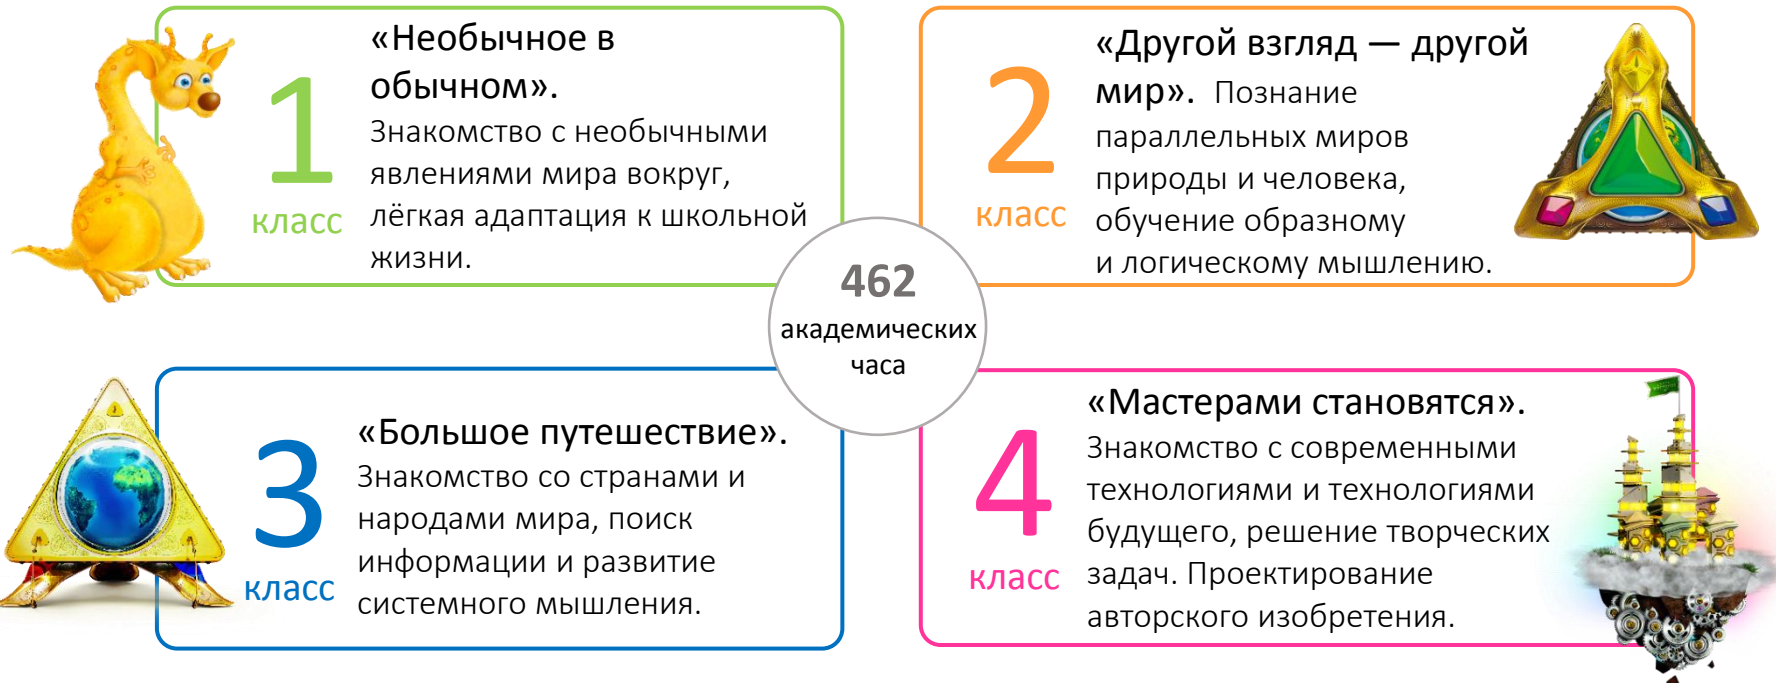 1
класс
«Необычное в
обычном».
Знакомство с необычными
явлениями мира вокруг,
лёгкая адаптация к школьной
жизни.
2
класс
«Другой взгляд — другой
мир». Познание
параллельных миров
природы и человека,
обучение образному
и логическому мышлению.
462
академических
часа
3
класс
«Большое путешествие».
Знакомство со странами и
народами мира, поиск
информации и развитие
системного мышления.
4
класс
«Мастерами становятся».
Знакомство с современными
технологиями и технологиями
будущего, решение творческих
задач. Проектирование
авторского изобретения.